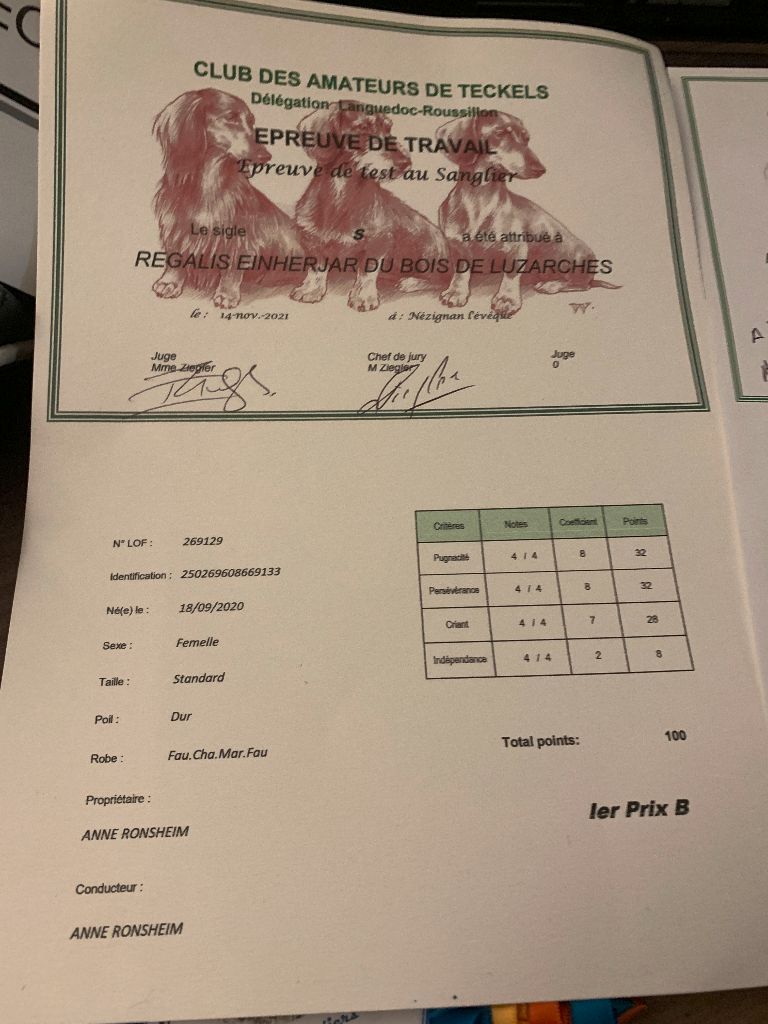 CLUB DES AMATEURS DE TECKELS
Délégation Languedoc-Roussillon
EPREUVE DE TRAVAIL
Epreuve de test au Sanglier
Le sigle S a été attribué à
REGALIS EINHERJAR DU BOIS DE LUZARCHES
le : 14-nov.-2021 à : Nézignan l'évèque
Juge Chef de jury Juge
Mme Ziegler M Ziegler 0
N° LOF : 269129
Identification : 250269608669133
Né(e) le : 18/09/2020
Sexe : Femelle
Taille : Standard
Poil : Dur
Robe : Fau.Cha.Mar.Fau
Propriétaire :
ANNE RONSHEIM
Conducteur :
ANNE RONSHEIM
Critères Notes Coefficient Points
Pugnacité 4 / 4 8 32
Persévérance 4 / 4 8 32
Criant 4 / 4 7 28
Indépendance 4 / 4 2 8
Total points: 100
Ier Prix B